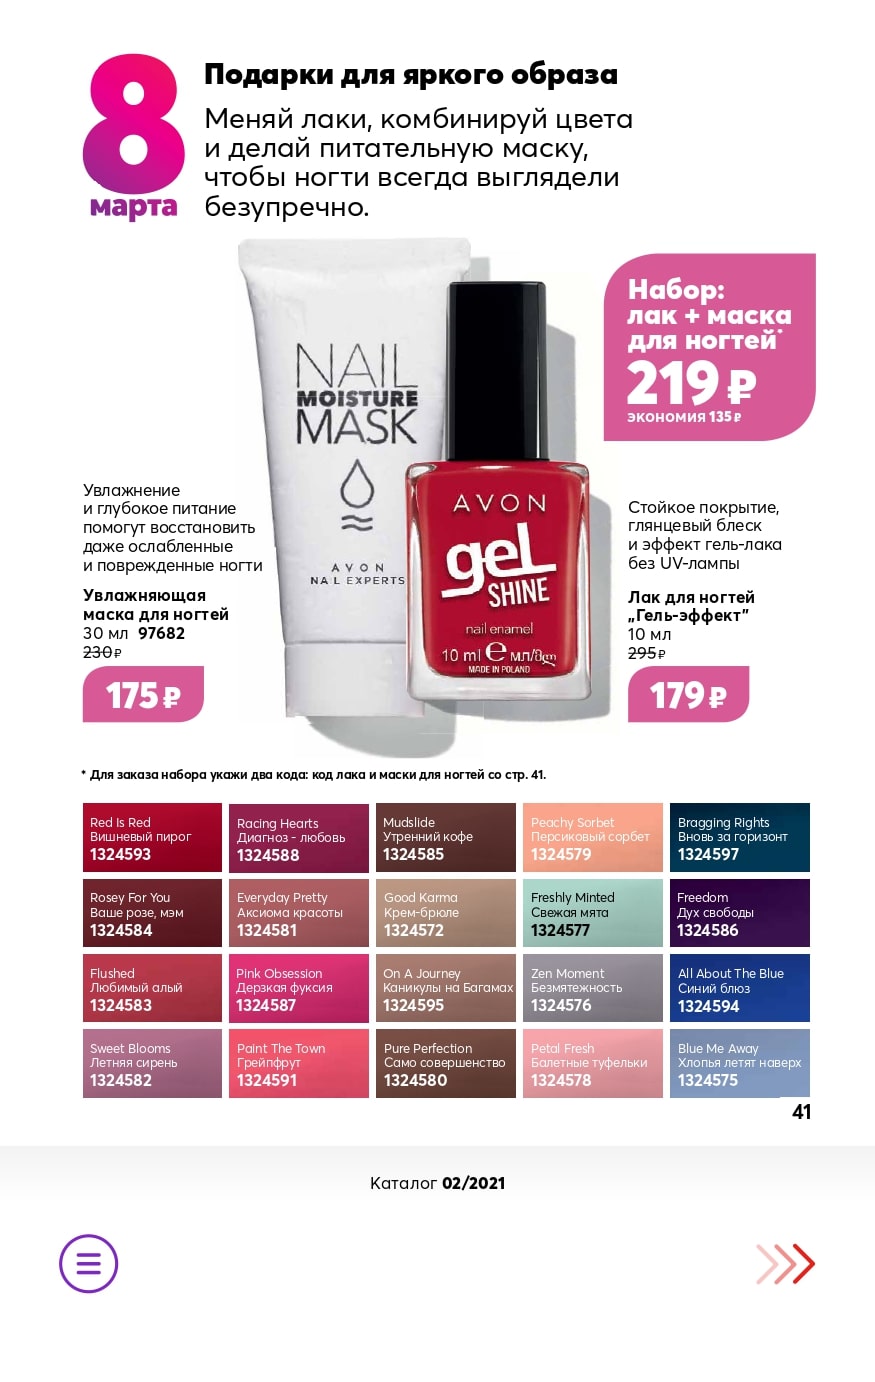 8
марта
Подарки для яркого образа
Меняй лаки, комбинируй цвета
и делай питательную маску,
чтобы ногти всегда выглядели
безупречно.
NAIL
MOISTURE
MASK
AVON
NAIL EXPERTS
AVON
gel
SHINE
nail enamel
10 ml e мл/პლ
MADE IN POLAND
Набор:
лак + маска
для ногтей*
219 ₽
ЭКОНОМИЯ 135 ₽
Увлажнение
и глубокое питание
помогут восстановить
даже ослабленные
и поврежденные ногти
Увлажняющая
маска для ногтей
30 мл 97682
230 ₽
175 ₽
Стойкое покрытие,
глянцевый блеск
и эффект гель-лака
без UV-лампы
Лак для ногтей
„Гель-эффект”
10 мл
295 ₽
179 ₽
* Для заказа набора укажи два кода: код лака и маски для ногтей со стр. 41.
Red Is Red
Вишневый пирог
1324593
Racing Hearts
Диагноз - любовь
1324588
Mudslide
Утренний кофе
1324585
Peachy Sorbet
Персиковый сорбет
1324579
Bragging Rights
Вновь за горизонт
1324597
Rosey For You
Ваше розе, мэм
1324584
Everyday Pretty
Аксиома красоты
1324581
Good Karma
Крем-брюле
1324572
Freshly Minted
Свежая мята
1324577
Freedom
Дух свободы
1324586
Flushed
Любимый алый
1324583
Pink Obsession
Дерзкая фуксия
1324587
On A Journey
Каникулы на Багамах
1324595
Zen Moment
Безмятежность
1324576
All About The Blue
Синий блюз
1324594
Sweet Blooms
Летняя сирень
1324582
Paint The Town
Грейпфрут
1324591
Pure Perfection
Само совершенство
1324580
Petal Fresh
Балетные туфельки
1324578
Blue Me Away
Хлопья летят наверх
1324575
41
Каталог 02/2021